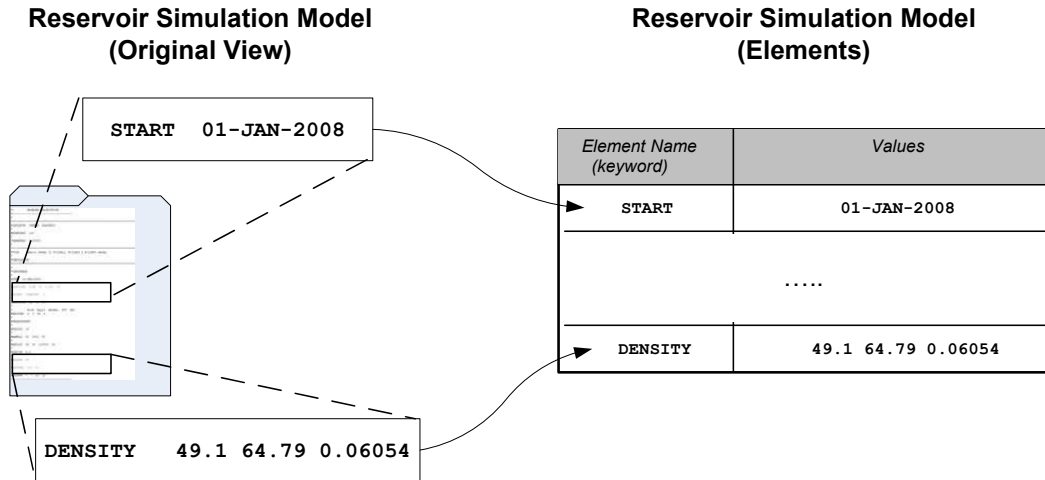 Reservoir Simulation Model
(Original View)
Reservoir Simulation Model
(Elements)
START 01-JAN-2008
Element Name
(keyword)
Values
START 01-JAN-2008
.....
DENSITY 49.1 64.79 0.06054
DENSITY 49.1 64.79 0.06054